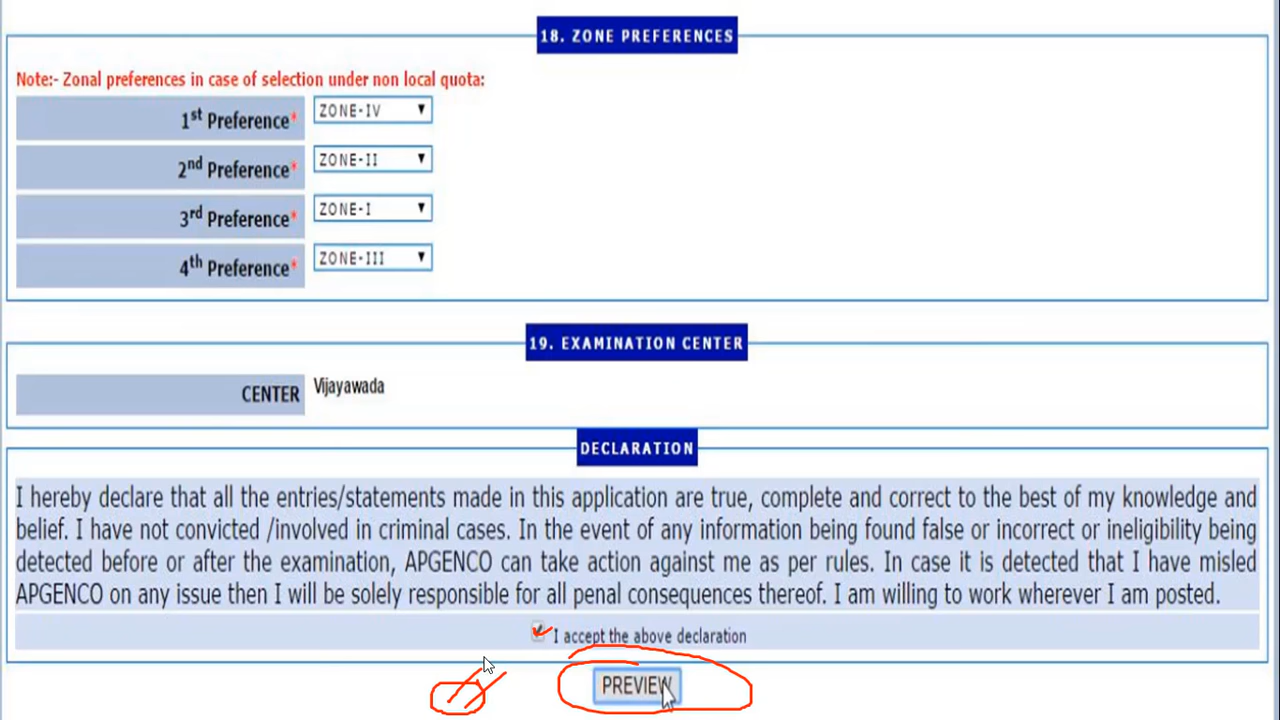 18. ZONE PREFERENCES
Note:- Zonal preferences in case of selection under non local quota:
1st Preference* ZONE-IV
2nd Preference* ZONE-II
3rd Preference* ZONE-I
4th Preference* ZONE-III
19. EXAMINATION CENTER
CENTER Vijayawada
DECLARATION
I hereby declare that all the entries/statements made in this application are true, complete and correct to the best of my knowledge and
belief. I have not convicted /involved in criminal cases. In the event of any information being found false or incorrect or ineligibility being
detected before or after the examination, APGENCO can take action against me as per rules. In case it is detected that I have misled
APGENCO on any issue then I will be solely responsible for all penal consequences thereof. I am willing to work wherever I am posted.
I accept the above declaration
PREVIEW